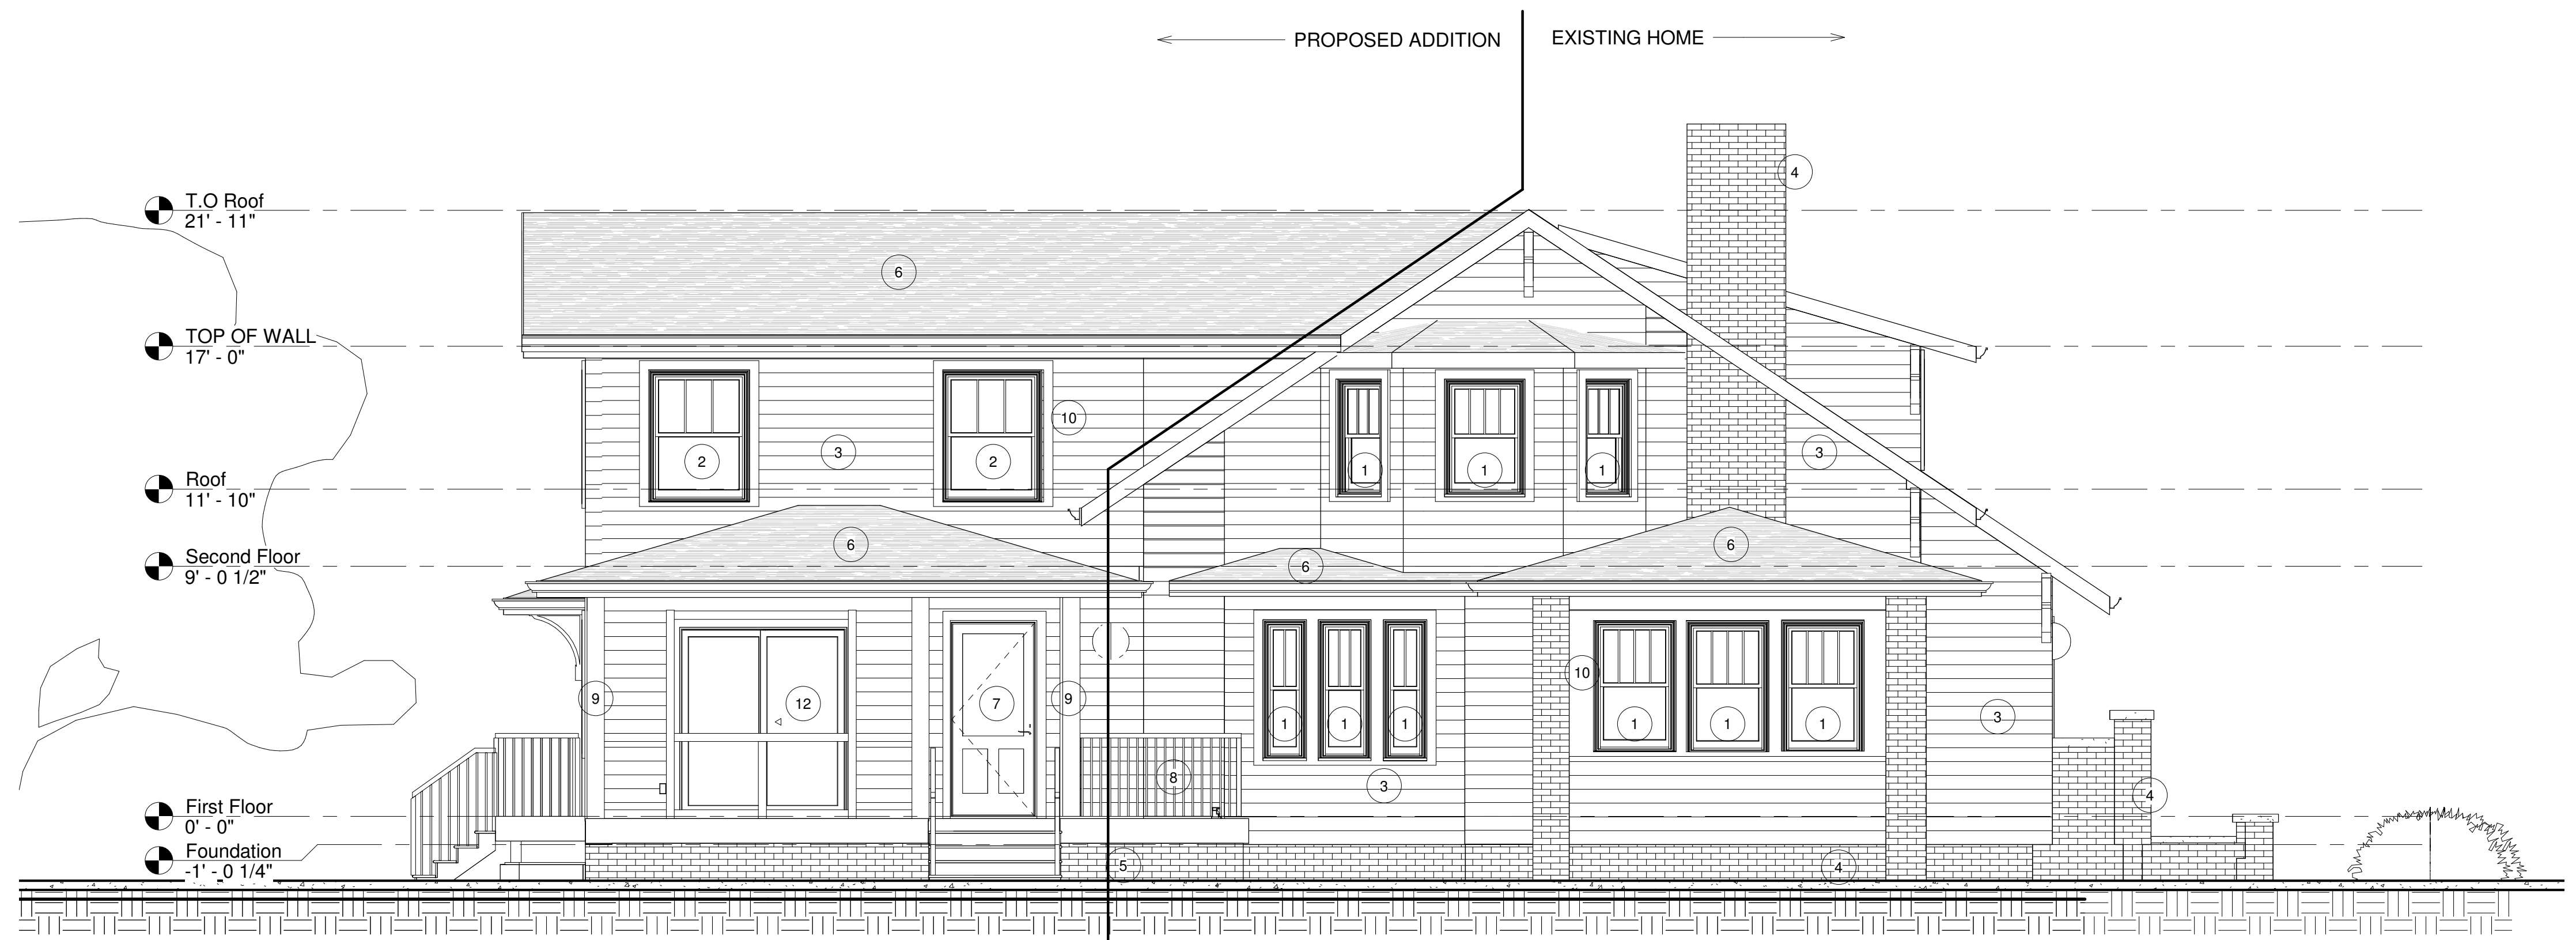 PROPOSED ADDITION
EXISTING HOME
4
T.O Roof
21' - 11"
6
TOP OF WALL
17' - 0"
10
3
3
2
2
1
1
1
Roof
11' - 10"
6
6
6
Second Floor
9' - 0 1/2"
10
9
12
7
9
3
1
1
1
1
1
1
8
3
4
First Floor
0' - 0"
Foundation
-1' - 0 1/4"
5
4